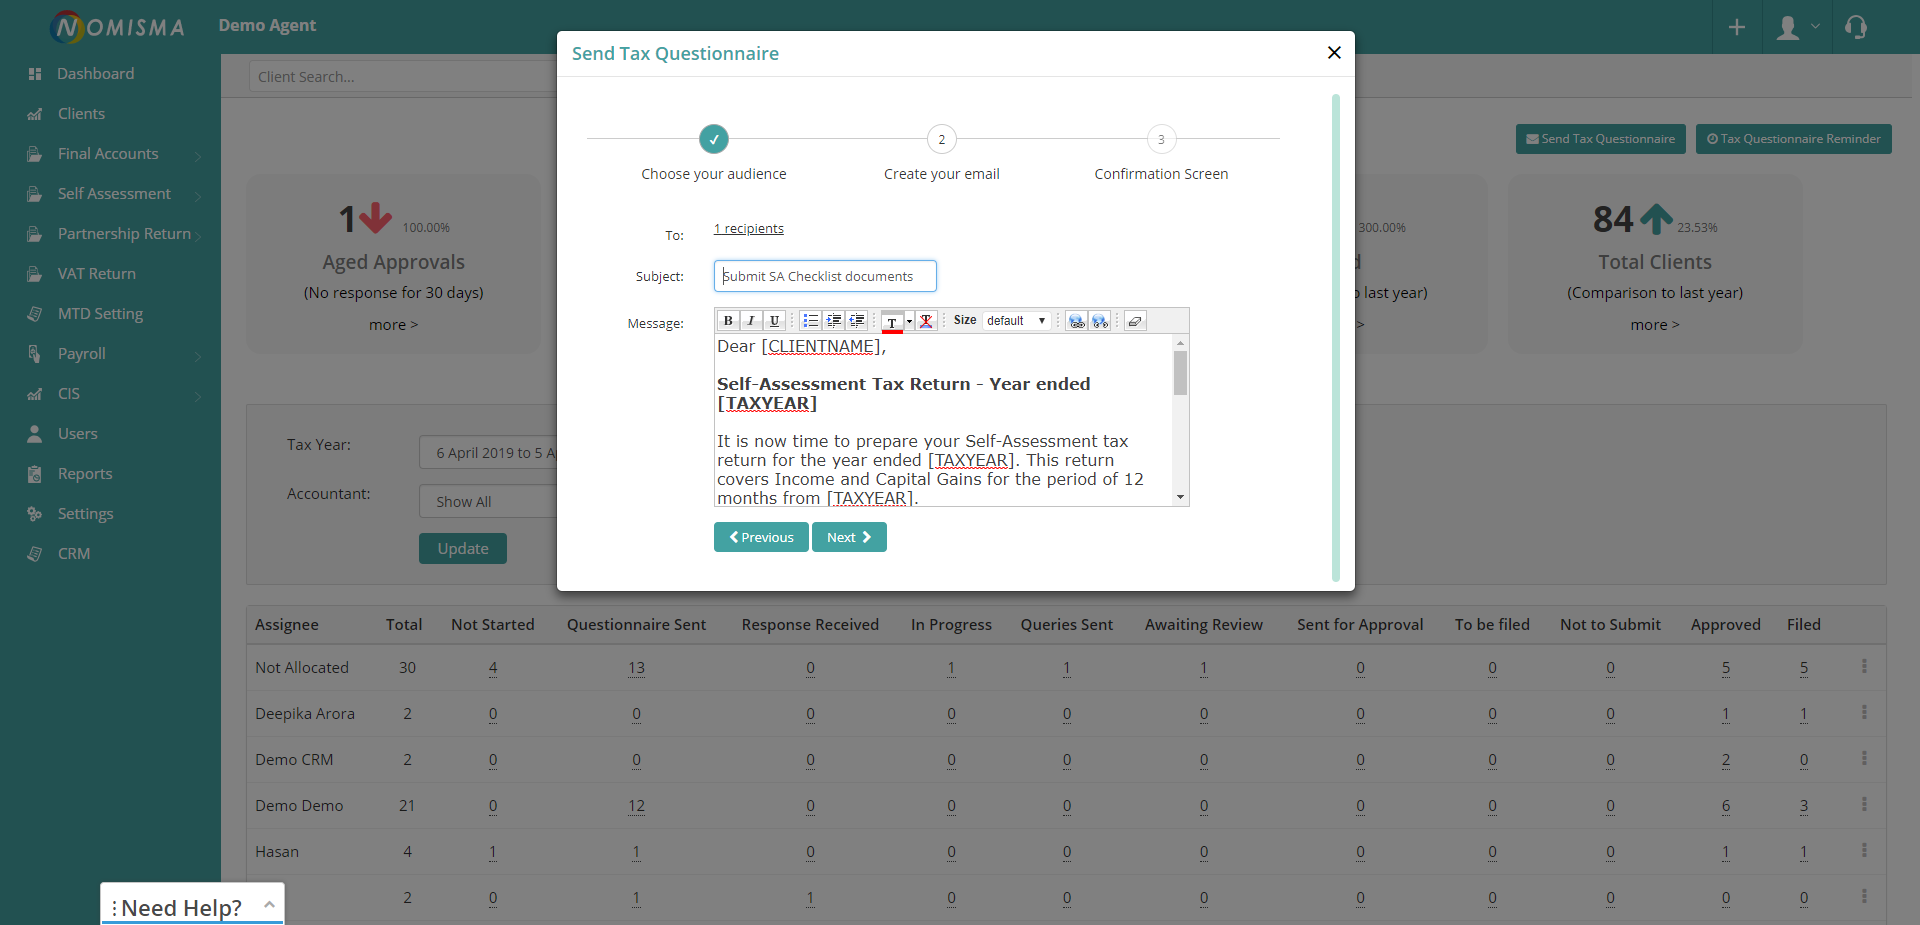 NOMISMA
Demo Agent
Dashboard
Clients
Final Accounts
Self Assessment
Partnership Return
VAT Return
MTD Setting
Payroll
CIS
Users
Reports
Settings
CRM
Client Search...
Send Tax Questionnaire
Tax Questionnaire Reminder
1 100.00%
Aged Approvals
(No response for 30 days)
more >
300.00%
d
o last year)
>
84 23.53%
Total Clients
(Comparison to last year)
more >
Send Tax Questionnaire
2
3
Choose your audience
Create your email
Confirmation Screen
To: 1 recipients
Subject: Submit SA Checklist documents
Message:
B I U T T Size default
Dear [CLIENTNAME],
Self-Assessment Tax Return - Year ended
[TAXYEAR]
It is now time to prepare your Self-Assessment tax
return for the year ended [TAXYEAR]. This return
covers Income and Capital Gains for the period of 12
months from [TAXYEAR].
Previous
Next
Tax Year: 6 April 2019 to 5 A
Accountant: Show All
Update
Assignee Total Not Started Questionnaire Sent Response Received In Progress Queries Sent Awaiting Review Sent for Approval To be filed Not to Submit Approved Filed
Not Allocated 30 4 13 0 1 1 1 0 0 0 5 5
Deepika Arora 2 0 0 0 0 0 0 0 0 0 1 1
Demo CRM 2 0 0 0 0 0 0 0 0 0 2 0
Demo Demo 21 0 12 0 0 0 0 0 0 0 6 3
Hasan 4 1 1 0 0 0 0 0 0 0 1 1
2 0 1 1 0 0 0 0 0 0 0 0
Need Help?